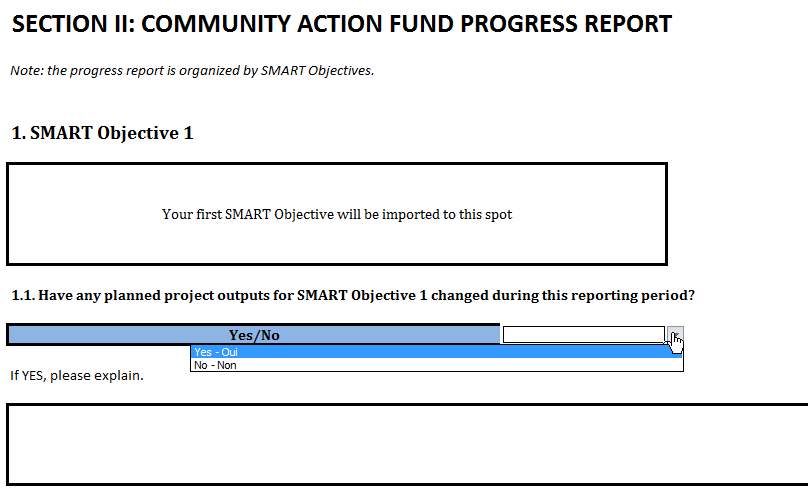 SECTION II: COMMUNITY ACTION FUND PROGRESS REPORT
Note: the progress report is organized by SMART Objectives.
1. SMART Objective 1
Your first SMART Objective will be imported to this spot
1.1. Have any planned project outputs for SMART Objective 1 changed during this reporting period?
Yes/No
Yes - Oui
No - Non
If YES, please explain.